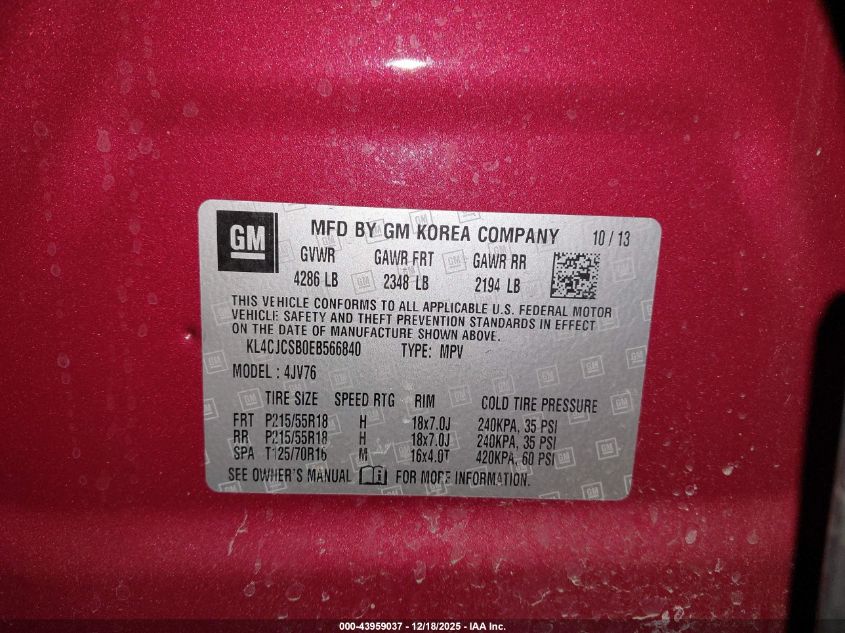 GM MFD BY GM KOREA COMPANY 10 / 13
GVWR GAWR FRT GAWR RR
4286 LB 2348 LB 2194 LB
THIS VEHICLE CONFORMS TO ALL APPLICABLE U.S. FEDERAL MOTOR
VEHICLE SAFETY AND THEFT PREVENTION STANDARDS IN EFFECT
ON THE DATE OF MANUFACTURE SHOWN ABOVE.
KL4CJCSB0EB566840 TYPE: MPV
MODEL : 4JV76
TIRE SIZE SPEED RTG RIM COLD TIRE PRESSURE
FRT P215/55R18 H 18x7.0J 240KPA, 35 PSI
RR P215/55R18 H 18x7.0J 240KPA, 35 PSI
SPA T125/70R16 M 16x4.0T 420KPA, 60 PSI
SEE OWNER'S MANUAL i FOR MORE INFORMATION.
000-43959037 - 12/18/2025 - IAA Inc.